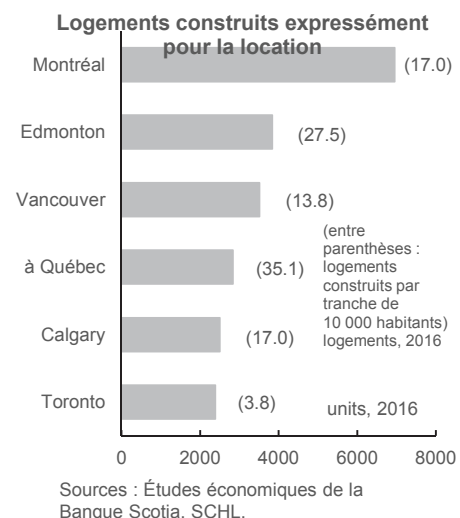 Logements construits expressément
pour la location
Montréal
(17.0)
Edmonton
(27.5)
Vancouver
(13.8)
à Québec
(35.1)
Calgary
(17.0)
Toronto
(3.8)
(entre
parenthèses :
logements
construits par
tranche de
10 000 habitants)
logements, 2016
units, 2016
0 2000 4000 6000 8000
Sources : Études économiques de la
Banque Scotia, SCHL.